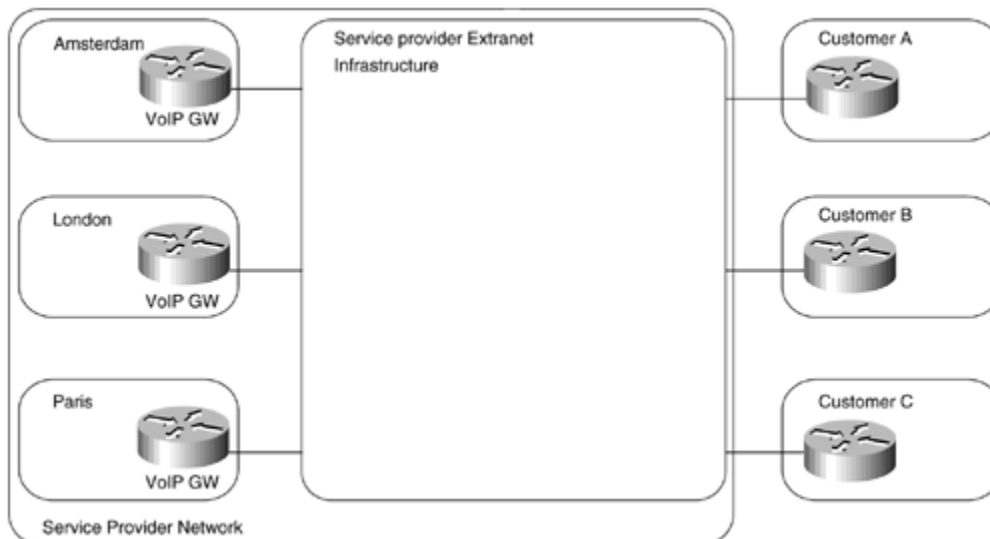 Amsterdam
VoIP GW
London
VoIP GW
Paris
VoIP GW
Service Provider Network
Service provider Extranet
Infrastructure
Customer A
Customer B
Customer C